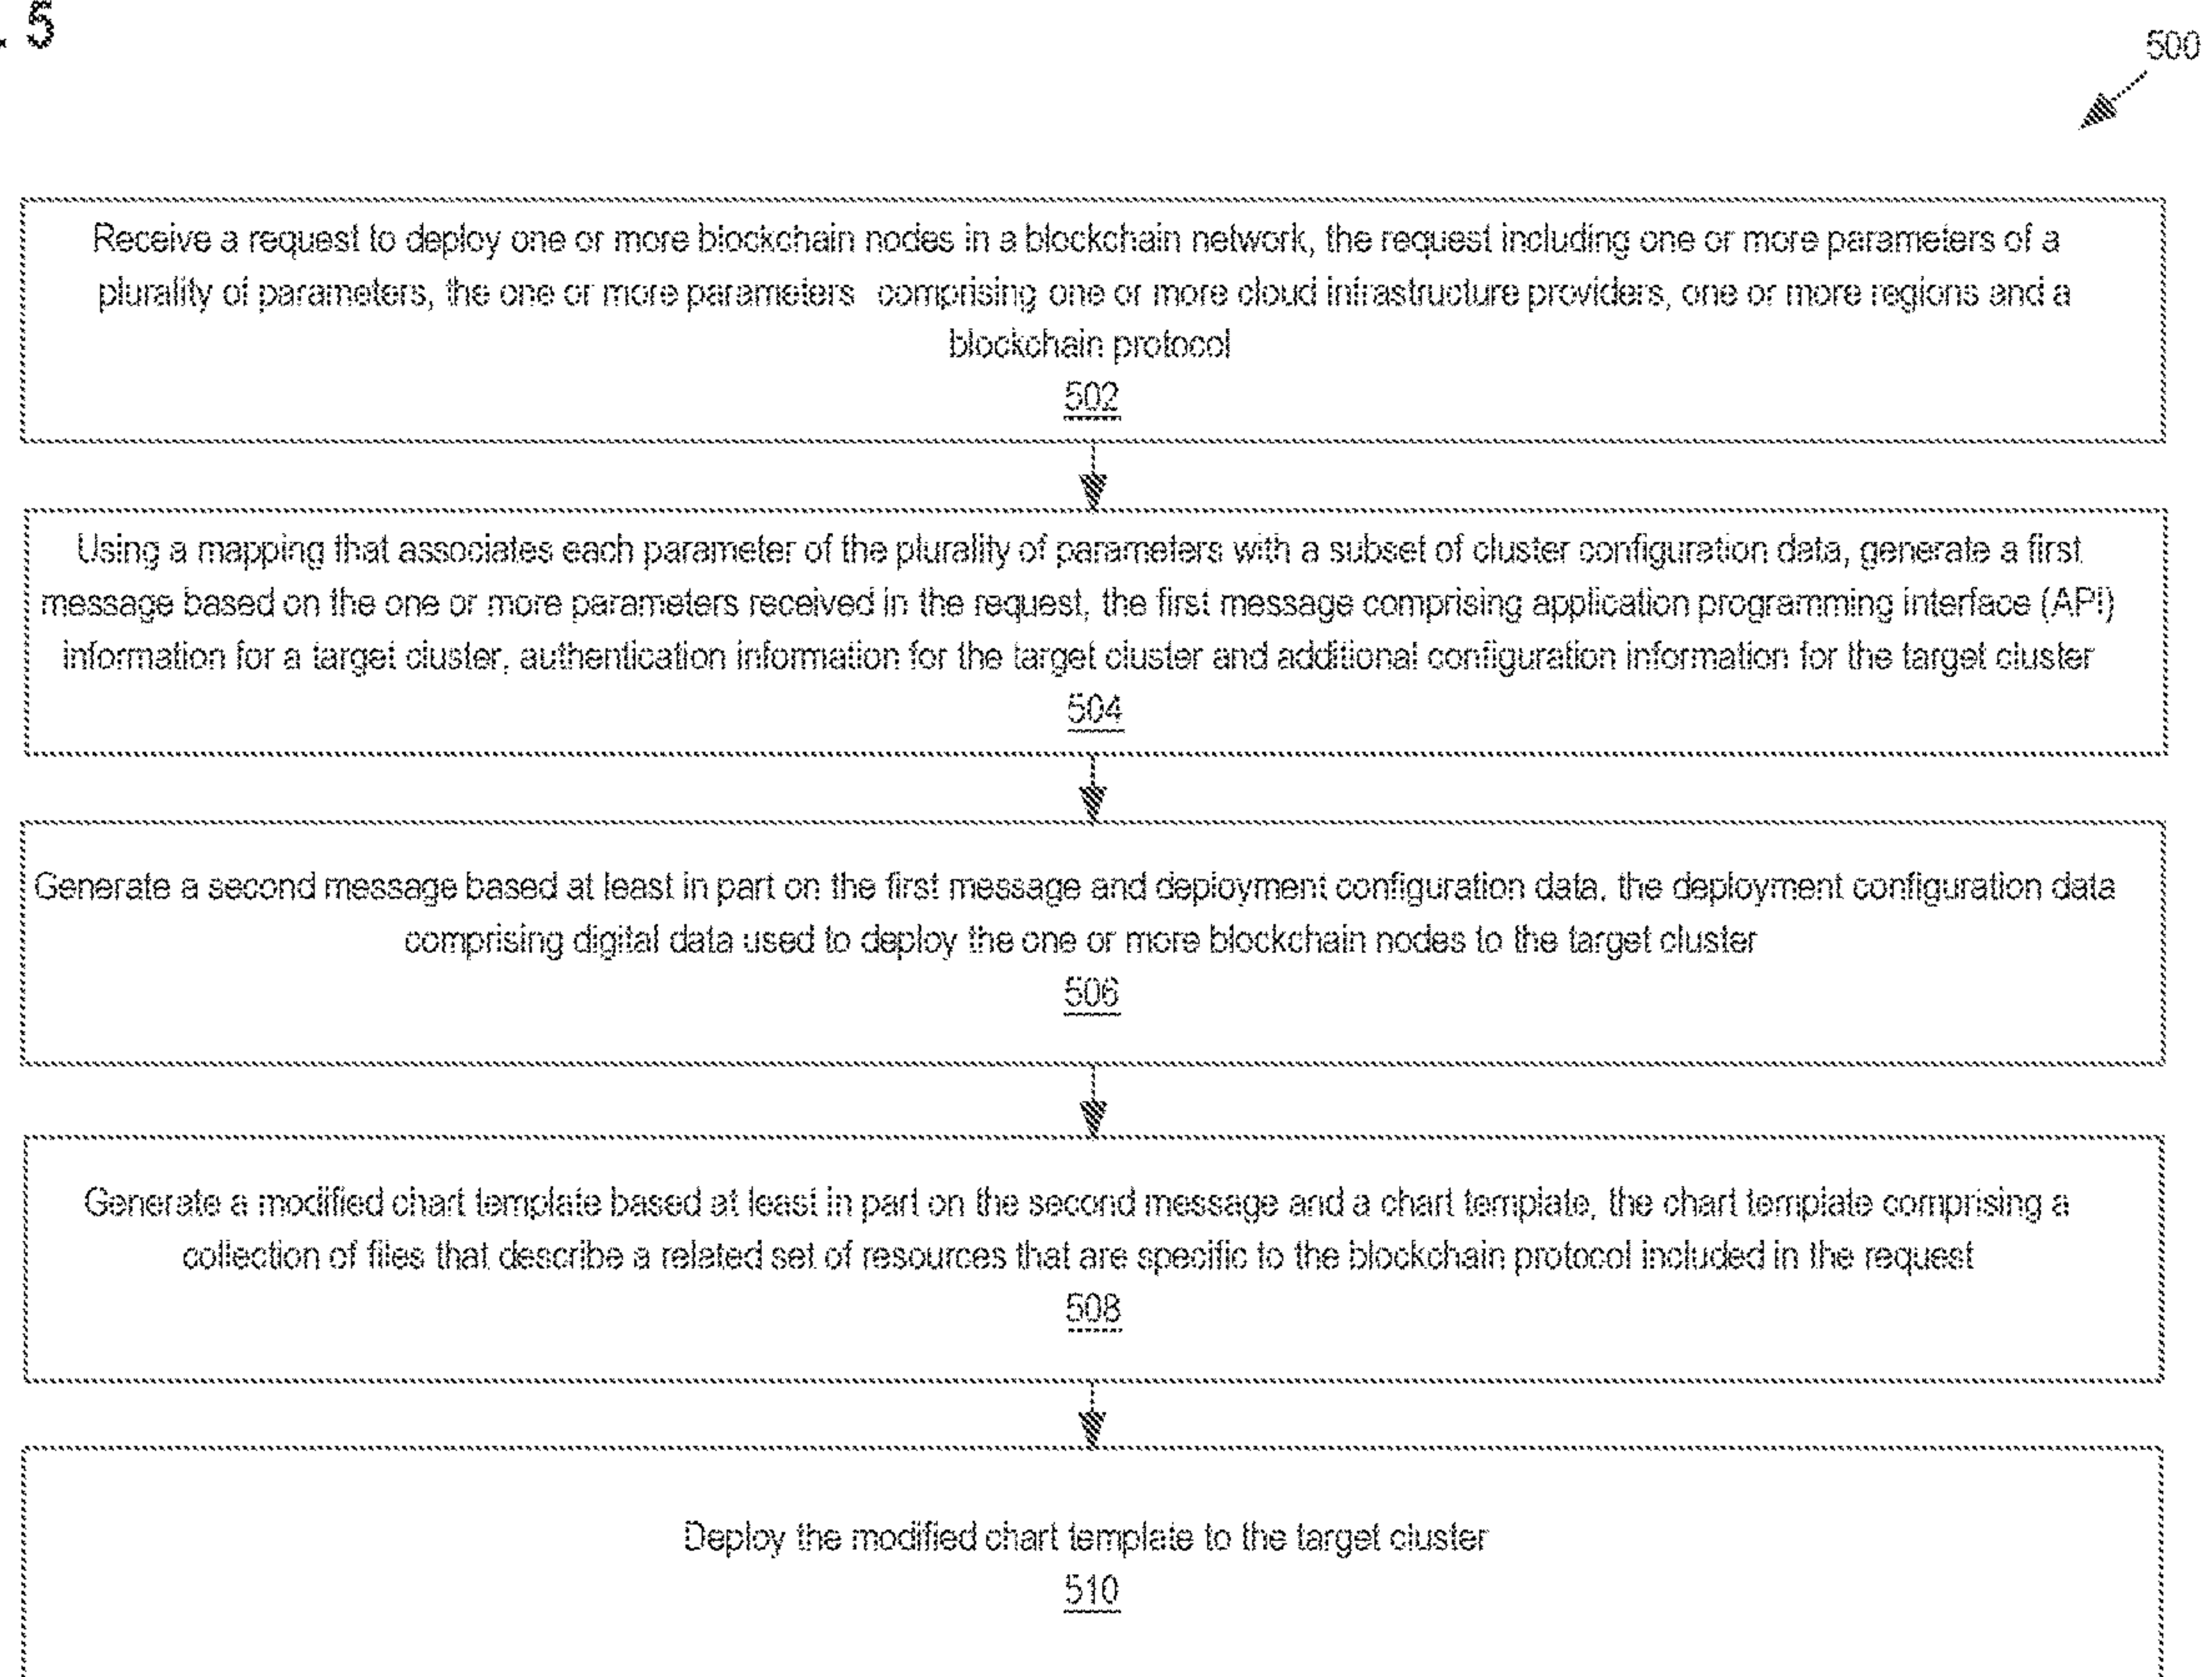 . 5
500
Receive a request to deploy one or more blockchain nodes in a blockchain network, the request including one or more parameters of a
plurality of parameters, the one or more parameters comprising one or more cloud infrastructure providers, one or more regions and a
blockchain protocol
502
Using a mapping that associates each parameter of the plurality of parameters with a subset of cluster configuration data, generate a first
message based on the one or more parameters received in the request, the first message comprising application programming interface (API)
information for a target cluster, authentication information for the target cluster and additional configuration information for the target cluster
504
Generate a second message based at least in part on the first message and deployment configuration data, the deployment configuration data
comprising digital data used to deploy the one or more blockchain nodes to the target cluster
506
Generate a modified chart template based at least in part on the second message and a chart template, the chart template comprising a
collection of files that describe a related set of resources that are specific to the blockchain protocol included in the request
508
Deploy the modified chart template to the target cluster
510